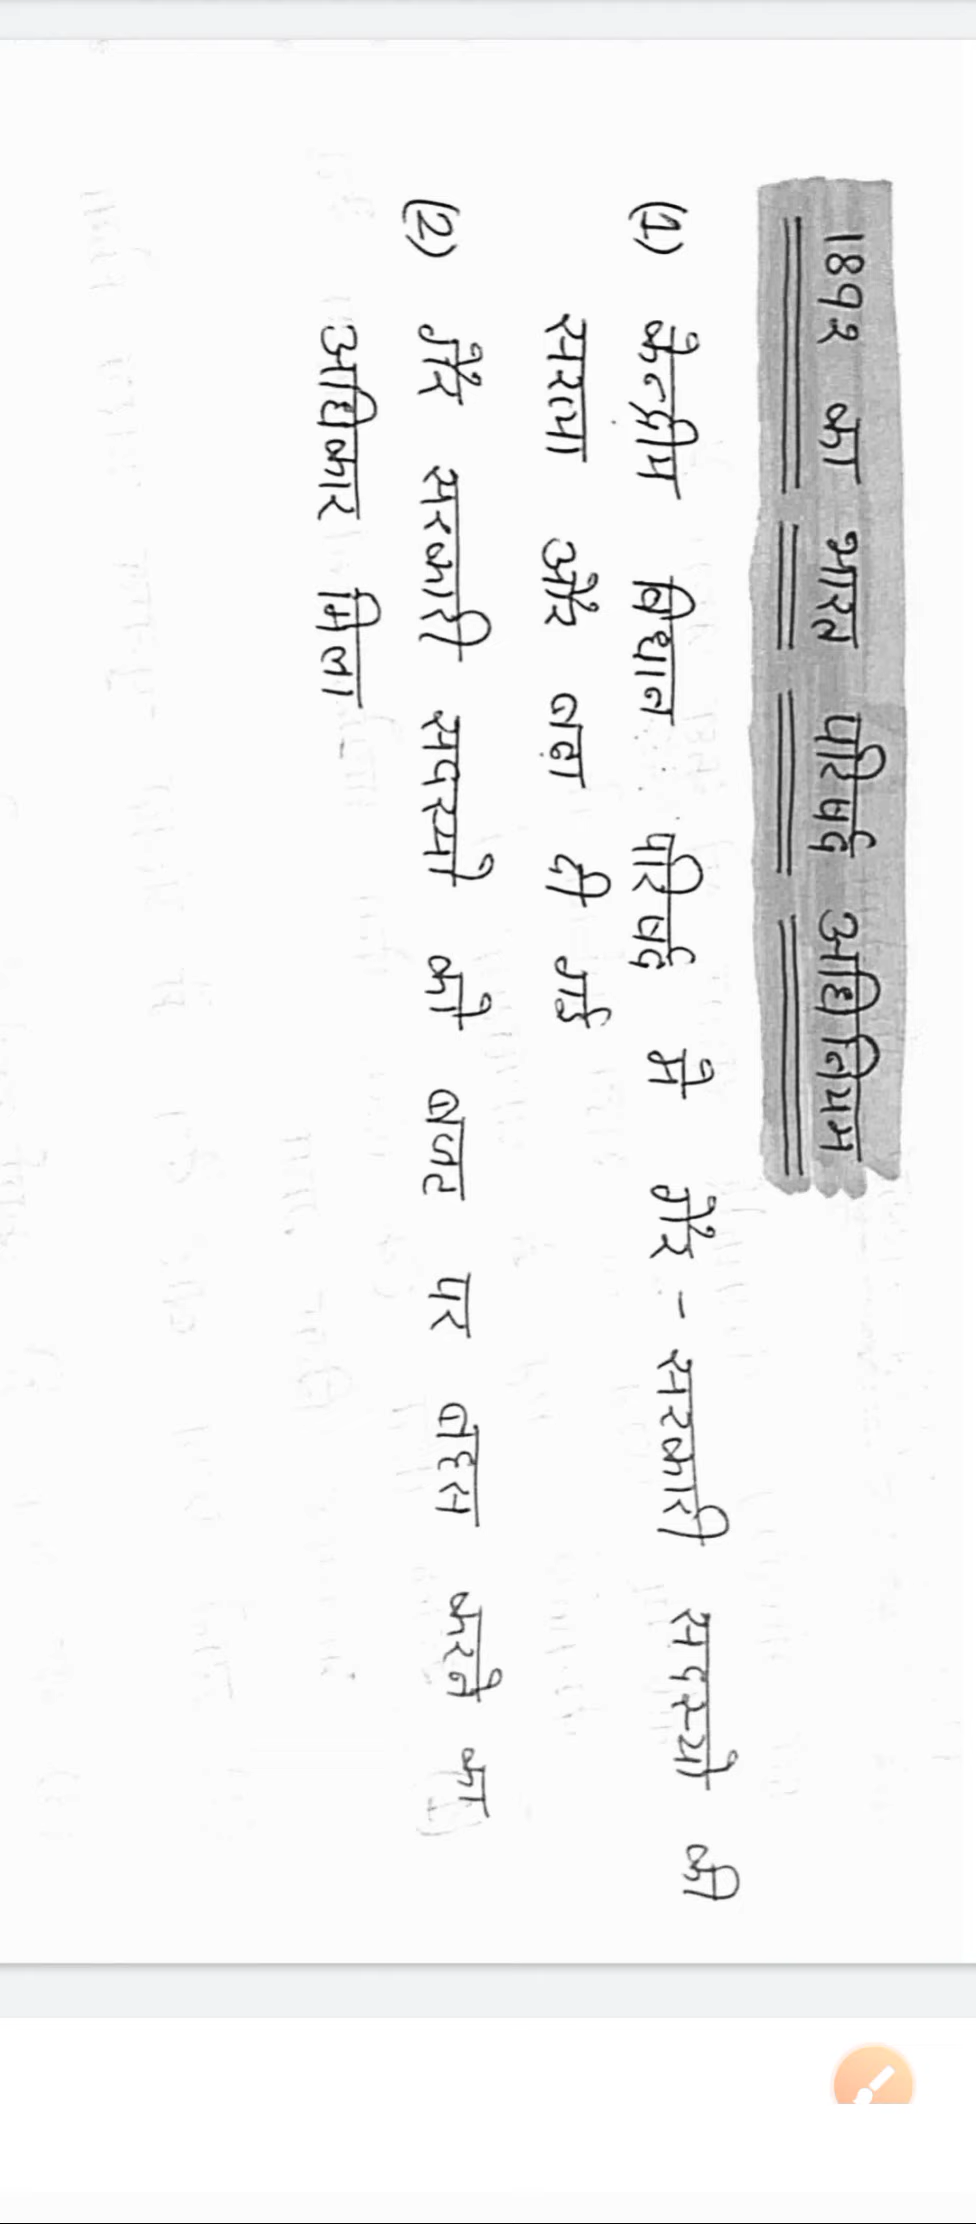 1892 का भारत परिषद् अधिनियम
(1) केन्द्रीय विधान परिषद् मे गैर - सरकारी सदस्यो की
सख्या और बढा दी गई
(2) गैर सरकारी सदस्यो को बजट पर बहस करने का
अधिकार मिला